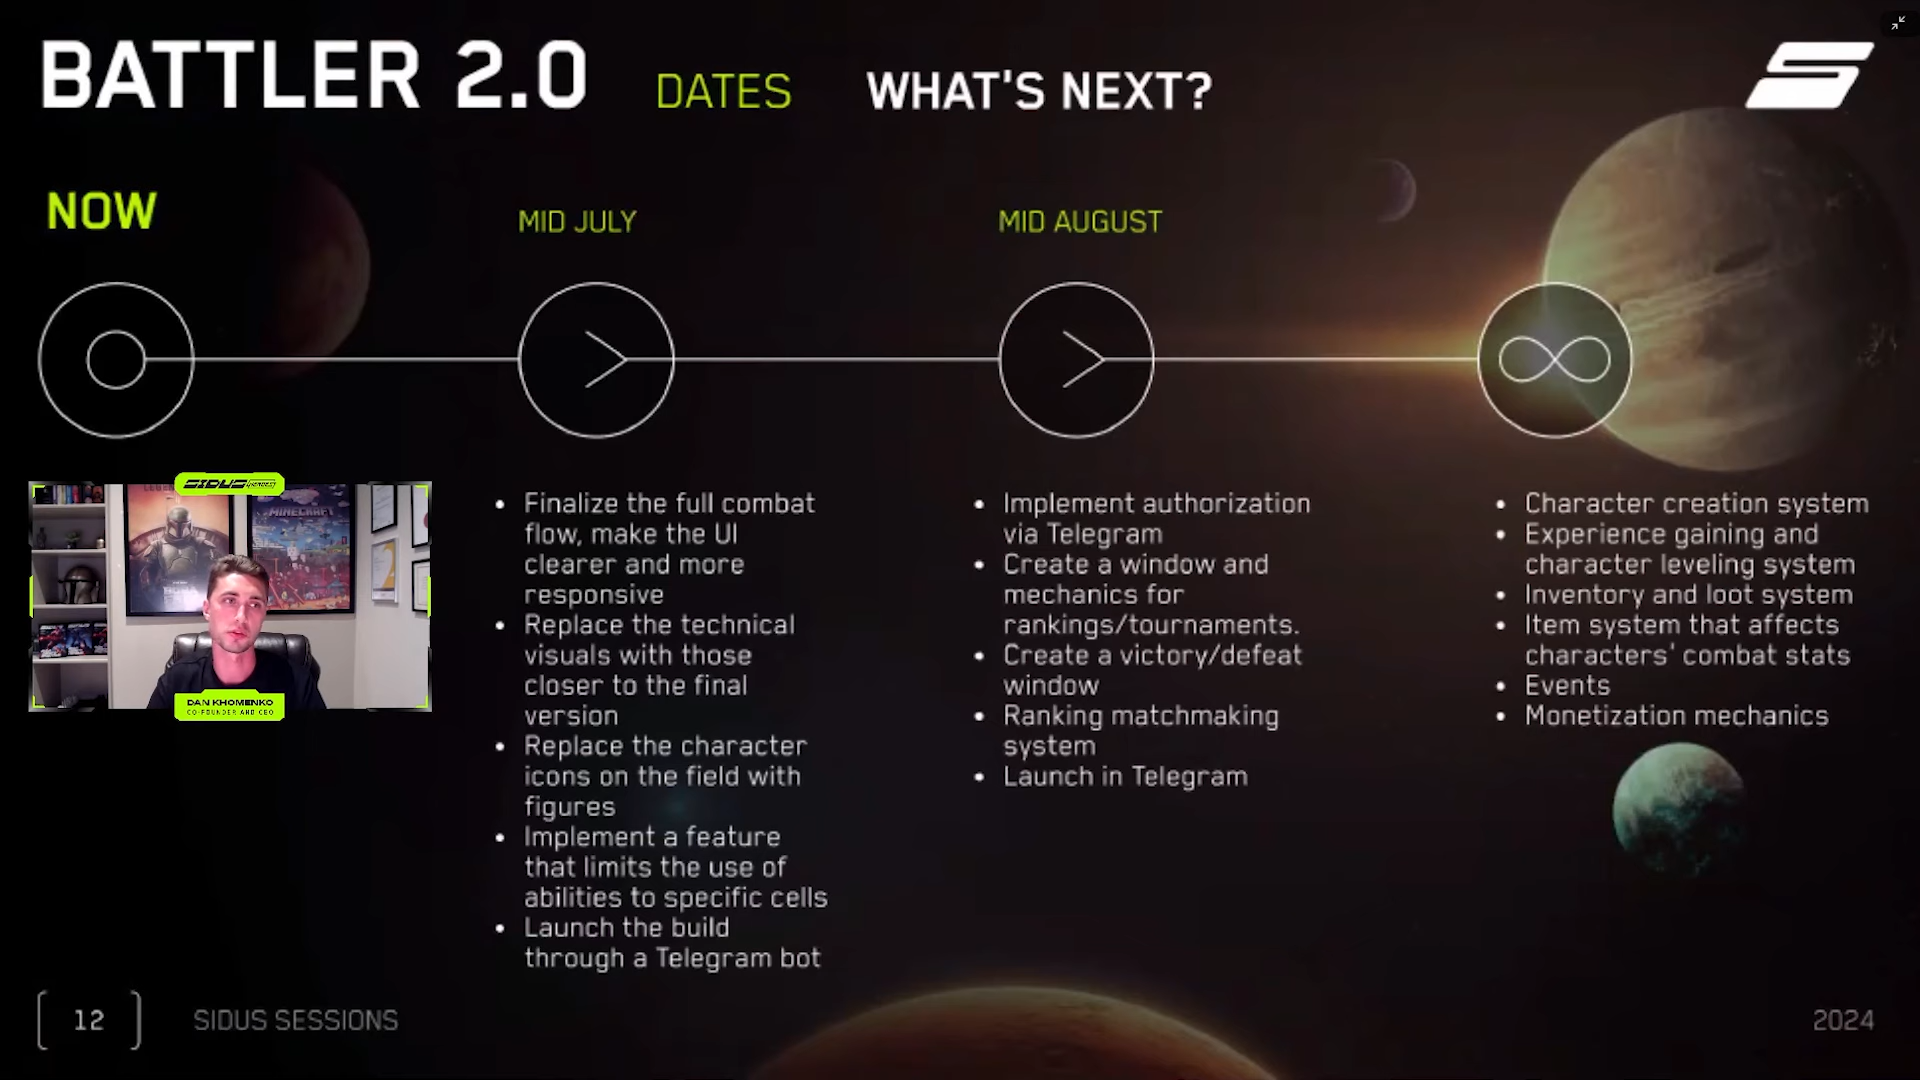 BATTLER 2.0
DATES
WHAT'S NEXT?
NOW
MID JULY
MID AUGUST
SIDUS
MINECRAFT
DAN KHOMENKO
CO-FOUNDER AND CEO
• Finalize the full combat
flow, make the UI
clearer and more
responsive
• Replace the technical
visuals with those
closer to the final
version
• Replace the character
icons on the field with
figures
• Implement a feature
that limits the use of
abilities to specific cells
• Launch the build
through a Telegram bot
• Implement authorization
via Telegram
• Create a window and
mechanics for
rankings/tournaments.
• Create a victory/defeat
window
• Ranking matchmaking
system
• Launch in Telegram
• Character creation system
• Experience gaining and
character leveling system
• Inventory and loot system
• Item system that affects
characters' combat stats
• Events
• Monetization mechanics
12
SIDUS SESSIONS
2024